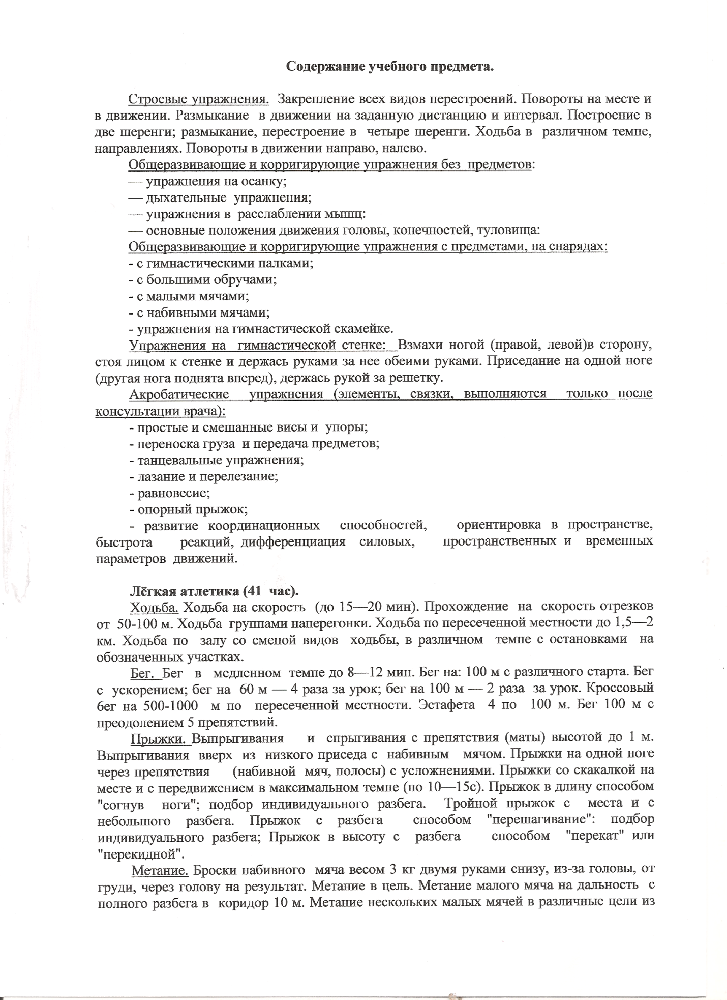 Содержание учебного предмета.
Строевые упражнения. Закрепление всех видов перестроений. Повороты на месте и
в движении. Размыкание в движении на заданную дистанцию и интервал. Построение в
две шеренги; размыкание, перестроение в четыре шеренги. Ходьба в различном темпе,
направлениях. Повороты в движении направо, налево.
Общеразвивающие и корригирующие упражнения без предметов:
— упражнения на осанку;
— дыхательные упражнения;
— упражнения в расслаблении мышц:
— основные положения движения головы, конечностей, туловища:
Общеразвивающие и корригирующие упражнения с предметами, на снарядах:
- с гимнастическими палками;
- с большими обручами;
- с малыми мячами;
- с набивными мячами;
- упражнения на гимнастической скамейке.
Упражнения на гимнастической стенке: Взмахи ногой (правой, левой)в сторону,
стоя лицом к стенке и держась руками за нее обеими руками. Приседание на одной ноге
(другая нога поднята вперед), держась рукой за решетку.
Акробатические упражнения (элементы, связки, выполняются только после
консультации врача):
- простые и смешанные висы и упоры;
- переноска груза и передача предметов;
- танцевальные упражнения;
- лазание и перелезание;
- равновесие;
- опорный прыжок;
- развитие координационных способностей, ориентировка в пространстве,
быстрота реакций, дифференциация силовых, пространственных и временных
параметров движений.
Лёгкая атлетика (41 час).
Ходьба. Ходьба на скорость (до 15—20 мин). Прохождение на скорость отрезков
от 50-100 м. Ходьба группами наперегонки. Ходьба по пересеченной местности до 1,5—2
км. Ходьба по залу со сменой видов ходьбы, в различном темпе с остановками на
обозначенных участках.
Бег. Бег в медленном темпе до 8—12 мин. Бег на: 100 м с различного старта. Бег
с ускорением; бег на 60 м — 4 раза за урок; бег на 100 м — 2 раза за урок. Кроссовый
бег на 500-1000 м по пересеченной местности. Эстафета 4 по 100 м. Бег 100 м с
преодолением 5 препятствий.
Прыжки. Выпрыгивания и спрыгивания с препятствия (маты) высотой до 1 м.
Выпрыгивания вверх из низкого приседа с набивным мячом. Прыжки на одной ноге
через препятствия (набивной мяч, полосы) с усложнениями. Прыжки со скакалкой на
месте и с передвижением в максимальном темпе (по 10—15с). Прыжок в длину способом
"согнув ноги"; подбор индивидуального разбега. Тройной прыжок с места и с
небольшого разбега. Прыжок с разбега способом "перешагивание": подбор
индивидуального разбега; Прыжок в высоту с разбега способом "перекат" или
"перекидной".
Метание. Броски набивного мяча весом 3 кг двумя руками снизу, из-за головы, от
груди, через голову на результат. Метание в цель. Метание малого мяча на дальность с
полного разбега в коридор 10 м. Метание нескольких малых мячей в различные цели из